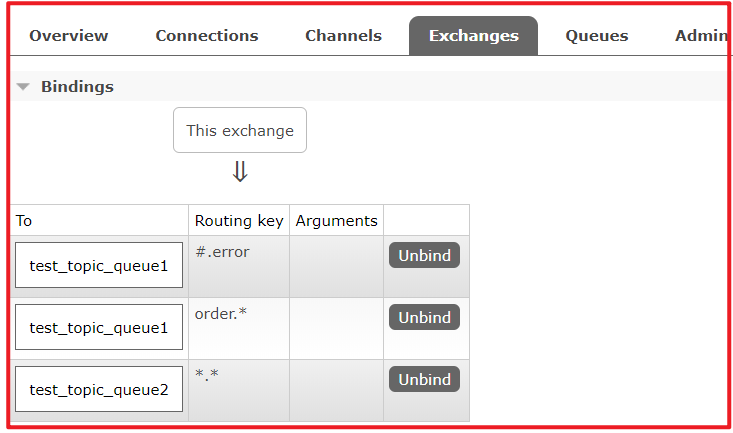 Overview Connections Channels Exchanges Queues Admin
Bindings
This exchange
⇓
To Routing key Arguments
test_topic_queue1 #.error Unbind
test_topic_queue1 order.* Unbind
test_topic_queue2 *.* Unbind